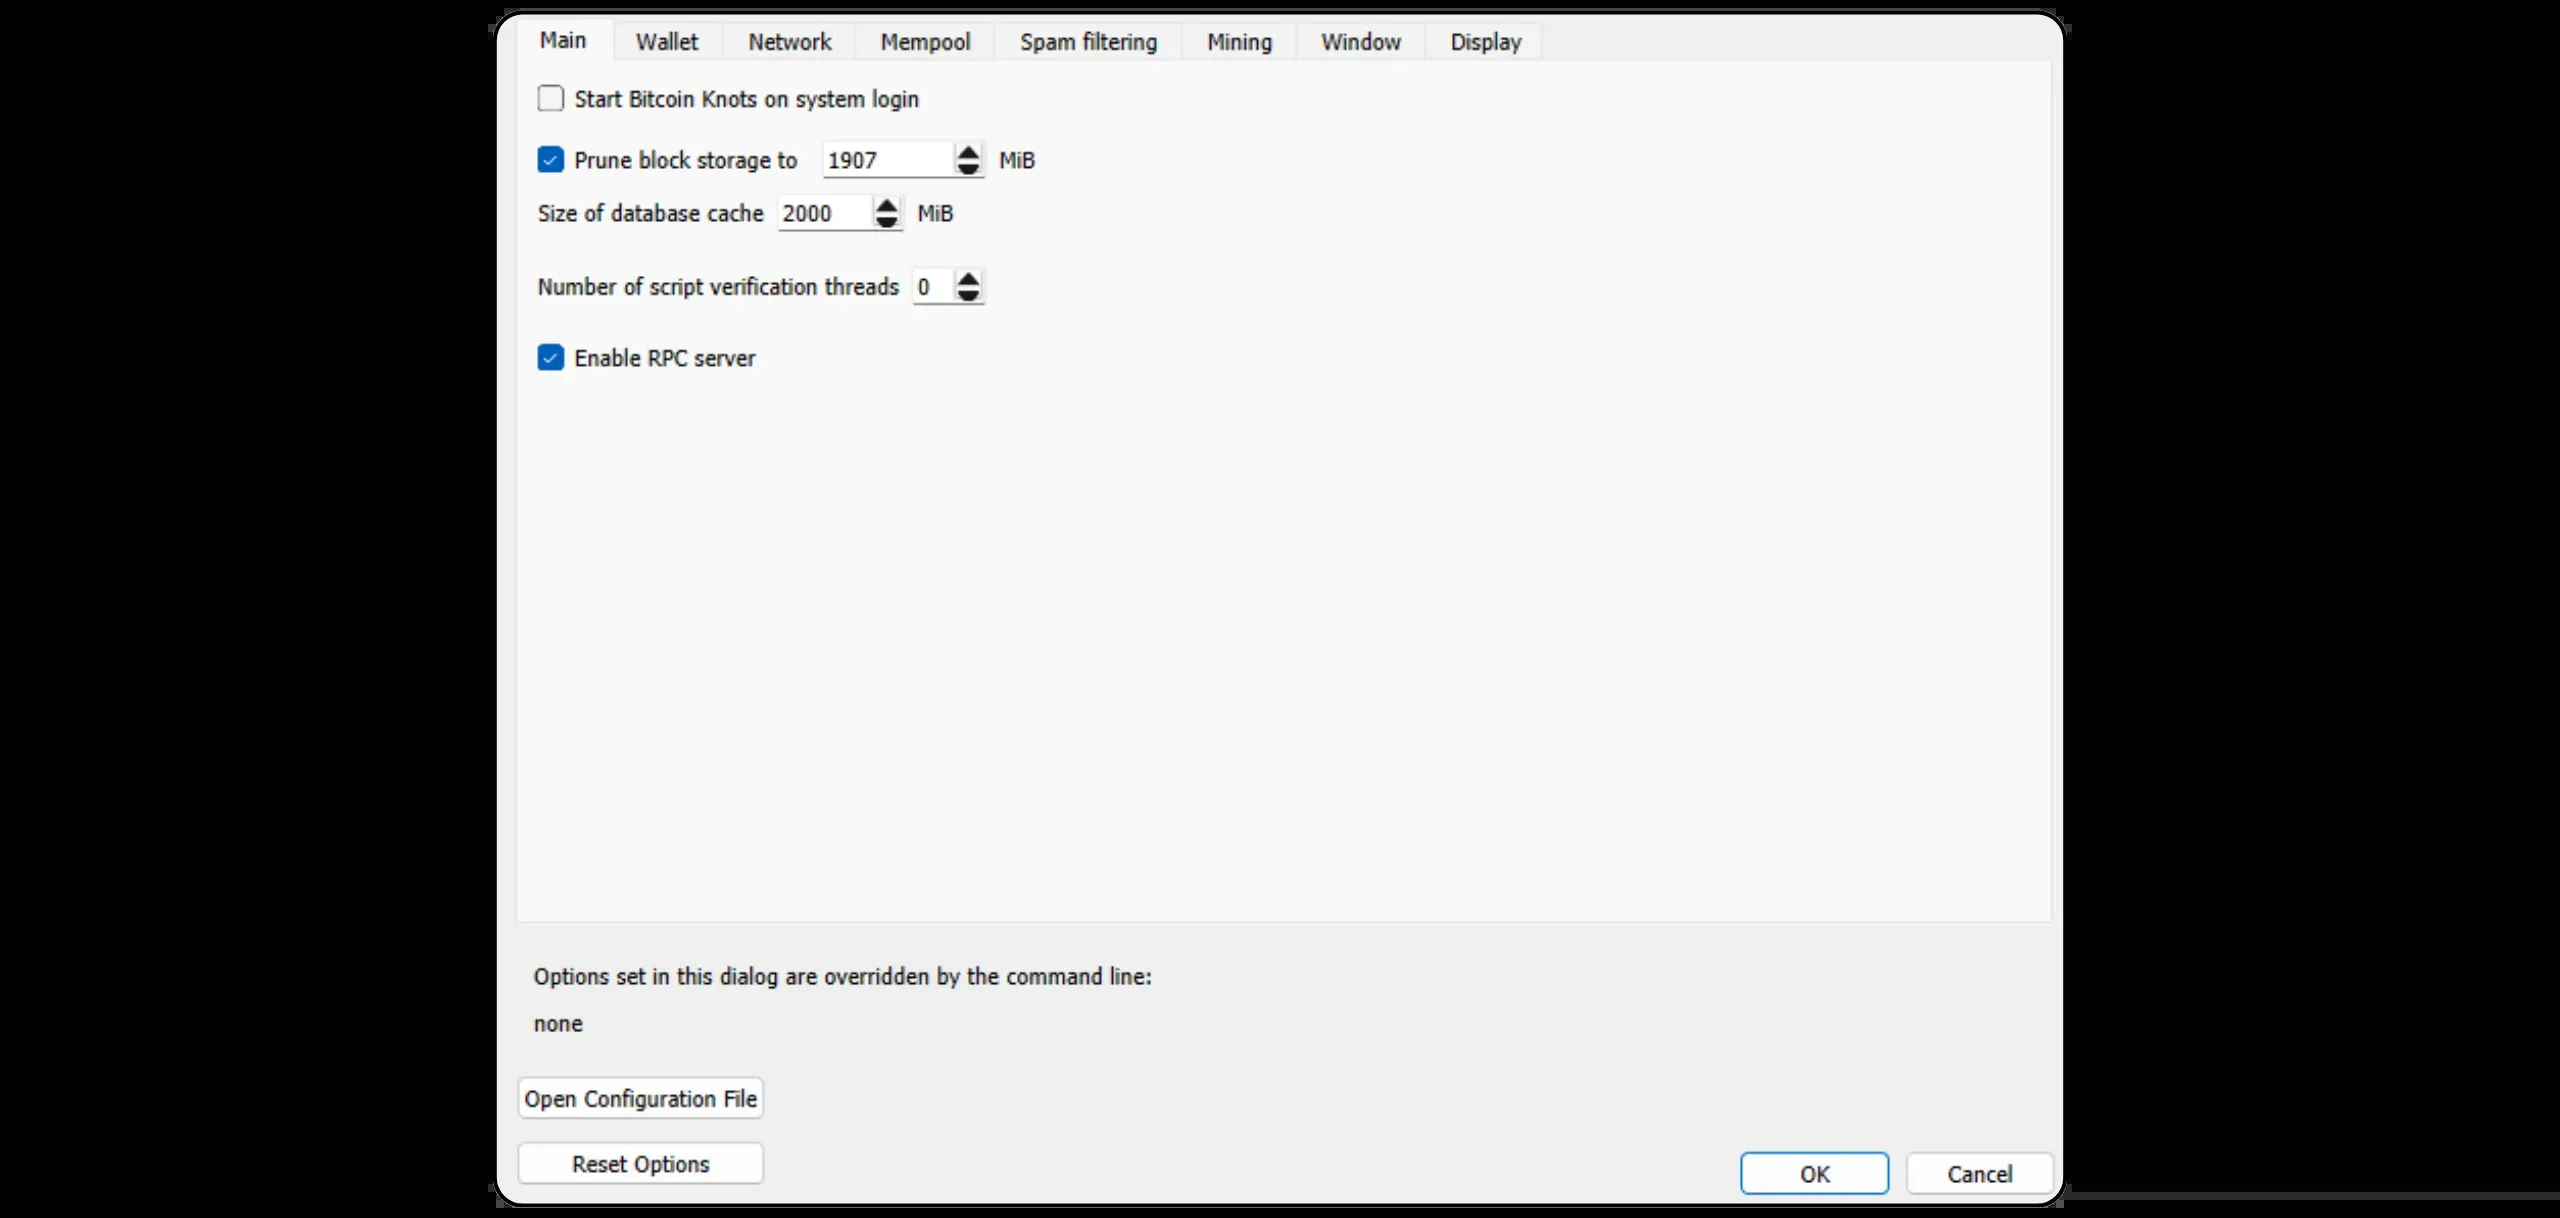 Main Wallet Network Mempool Spam filtering Mining Window Display
Start Bitcoin Knots on system login
Prune block storage to 1907 MiB
Size of database cache 2000 MiB
Number of script verification threads 0
Enable RPC server
Options set in this dialog are overridden by the command line:
none
Open Configuration File
Reset Options
OK Cancel